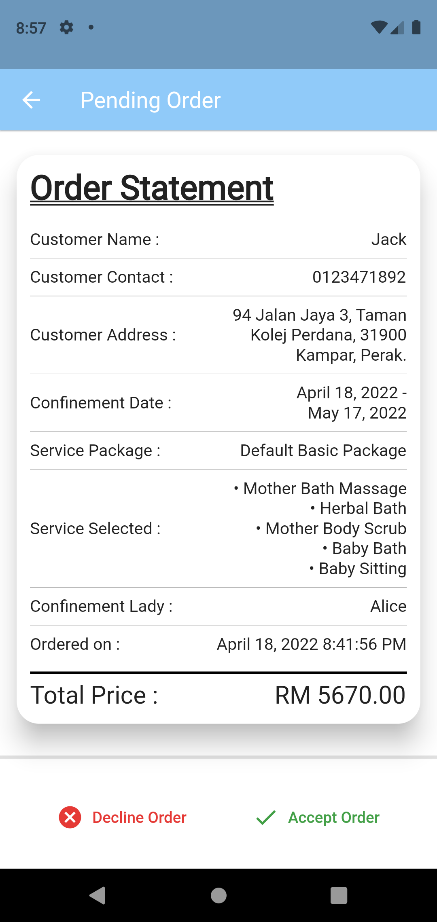 8:57
Pending Order
Order Statement
Customer Name : Jack
Customer Contact : 0123471892
94 Jalan Jaya 3, Taman
Customer Address : Kolej Perdana, 31900
Kampar, Perak.
Confinement Date : April 18, 2022 -
May 17, 2022
Service Package : Default Basic Package
• Mother Bath Massage
• Herbal Bath
Service Selected : • Mother Body Scrub
• Baby Bath
• Baby Sitting
Confinement Lady : Alice
Ordered on : April 18, 2022 8:41:56 PM
Total Price : RM 5670.00
Decline Order Accept Order